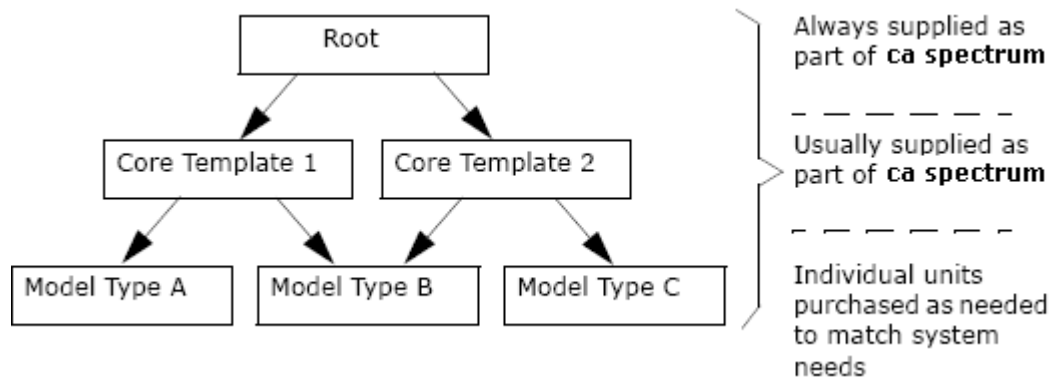 Root
Always supplied as
part of ca spectrum
Core Template 1
Core Template 2
Usually supplied as
part of ca spectrum
Model Type A
Model Type B
Model Type C
Individual units
purchased as needed
to match system
needs